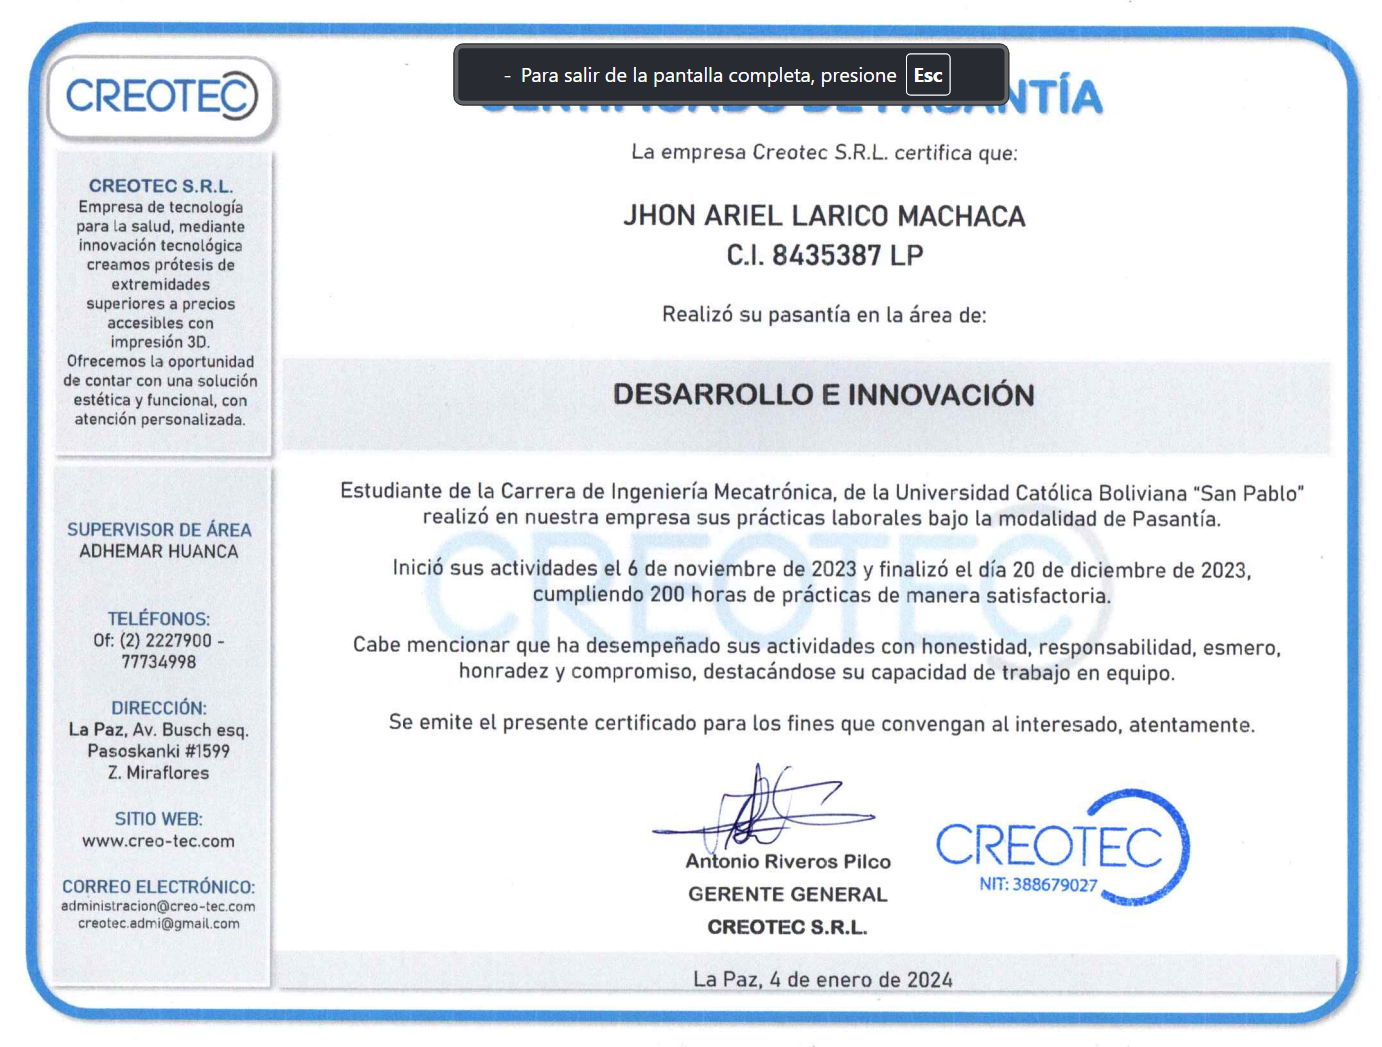 CREOTEC
- Para salir de la pantalla completa, presione Esc
CERTIFICADO DE PASANTÍA
La empresa Creotec S.R.L. certifica que:
JHON ARIEL LARICO MACHACA
C.I. 8435387 LP
Realizó su pasantía en la área de:
DESARROLLO E INNOVACIÓN
Estudiante de la Carrera de Ingeniería Mecatrónica, de la Universidad Católica Boliviana “San Pablo”
realizó en nuestra empresa sus prácticas laborales bajo la modalidad de Pasantía.
Inició sus actividades el 6 de noviembre de 2023 y finalizó el día 20 de diciembre de 2023,
cumpliendo 200 horas de prácticas de manera satisfactoria.
Cabe mencionar que ha desempeñado sus actividades con honestidad, responsabilidad, esmero,
honradez y compromiso, destacándose su capacidad de trabajo en equipo.
Se emite el presente certificado para los fines que convengan al interesado, atentamente.
CREOTEC
Antonio Riveros Pilco
GERENTE GENERAL
CREOTEC S.R.L.
CREOTEC
NIT: 388679027
La Paz, 4 de enero de 2024
CREOTEC S.R.L.
Empresa de tecnología
para la salud, mediante
innovación tecnológica
creamos prótesis de
extremidades
superiores a precios
accesibles con
impresión 3D.
Ofrecemos la oportunidad
de contar con una solución
estética y funcional, con
atención personalizada.
SUPERVISOR DE ÁREA
ADHEMAR HUANCA
TELÉFONOS:
Of: (2) 2227900 -
77734998
DIRECCIÓN:
La Paz, Av. Busch esq.
Pasoskanki #1599
Z. Miraflores
SITIO WEB:
www.creo-tec.com
CORREO ELECTRÓNICO:
administracion@creo-tec.com
creotec.admi@gmail.com